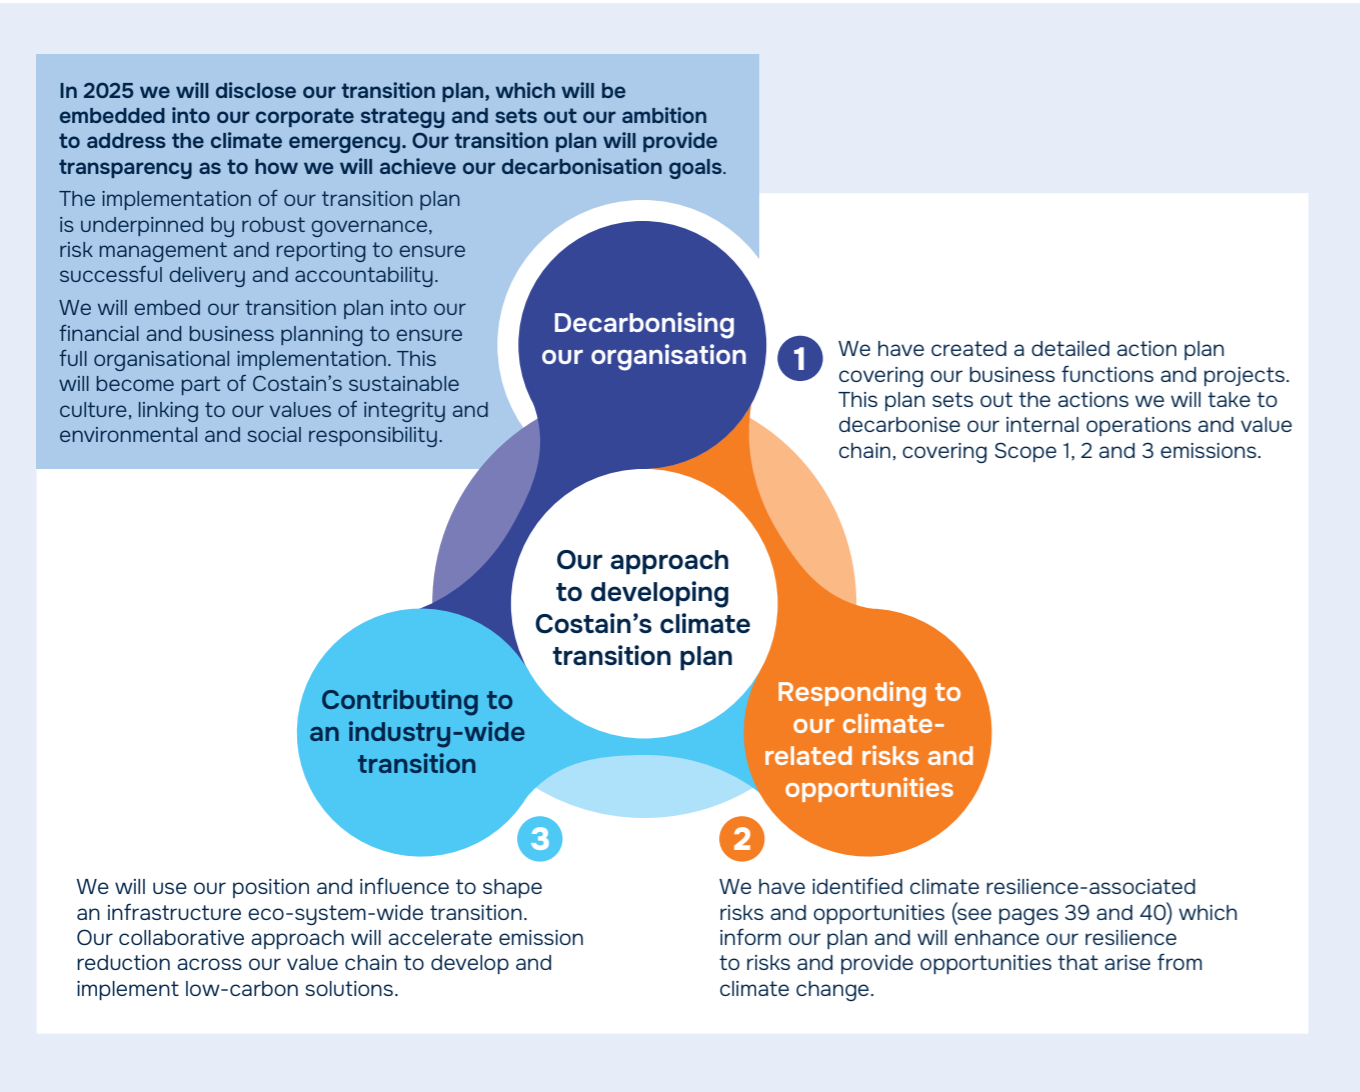 In 2025 we will disclose our transition plan, which will be
embedded into our corporate strategy and sets out our ambition
to address the climate emergency. Our transition plan will provide
transparency as to how we will achieve our decarbonisation goals.
The implementation of our transition plan
is underpinned by robust governance,
risk management and reporting to ensure
successful delivery and accountability.
We will embed our transition plan into our
financial and business planning to ensure
full organisational implementation. This
will become part of Costain’s sustainable
culture, linking to our values of integrity and
environmental and social responsibility.
Decarbonising
our organisation
1
We have created a detailed action plan
covering our business functions and projects.
This plan sets out the actions we will take to
decarbonise our internal operations and value
chain, covering Scope 1, 2 and 3 emissions.
Our approach
to developing
Costain’s climate
transition plan
Contributing to
an industry-wide
transition
Responding to
our climate-
related risks and
opportunities
3
We will use our position and influence to shape
an infrastructure eco-system-wide transition.
Our collaborative approach will accelerate emission
reduction across our value chain to develop and
implement low-carbon solutions.
2
We have identified climate resilience-associated
risks and opportunities (see pages 39 and 40) which
inform our plan and will enhance our resilience
to risks and provide opportunities that arise from
climate change.